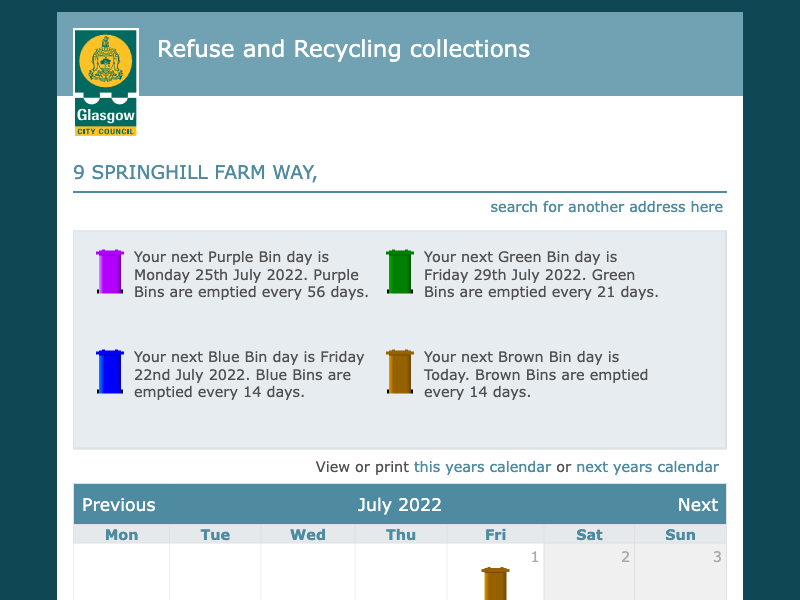 Refuse and Recycling collections
Glasgow
CITY COUNCIL
9 SPRINGHILL FARM WAY,
search for another address here
Your next Purple Bin day is
Monday 25th July 2022. Purple
Bins are emptied every 56 days.
Your next Green Bin day is
Friday 29th July 2022. Green
Bins are emptied every 21 days.
Your next Blue Bin day is Friday
22nd July 2022. Blue Bins are
emptied every 14 days.
Your next Brown Bin day is
Today. Brown Bins are emptied
every 14 days.
View or print this years calendar or next years calendar
Previous July 2022 Next
Mon Tue Wed Thu Fri Sat Sun
1 2 3